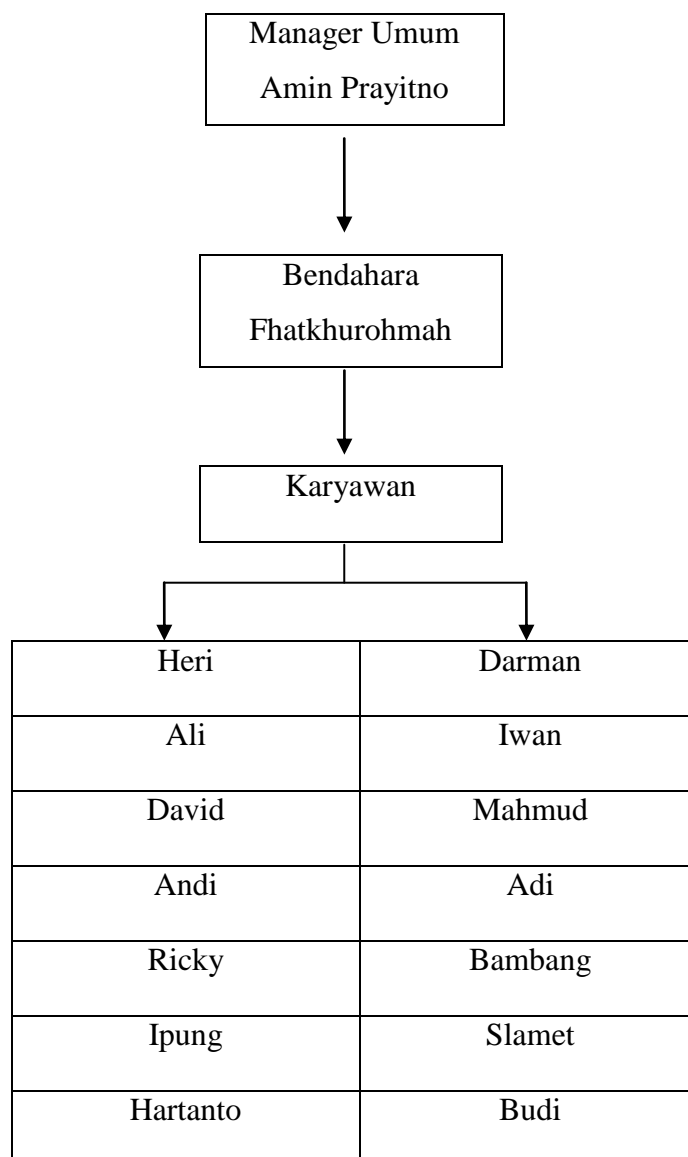 Manager Umum
Amin Prayitno
Bendahara
Fhatkhurohmah
Karyawan
Heri
Darman
Ali
Iwan
David
Mahmud
Andi
Adi
Ricky
Bambang
Ipung
Slamet
Hartanto
Budi